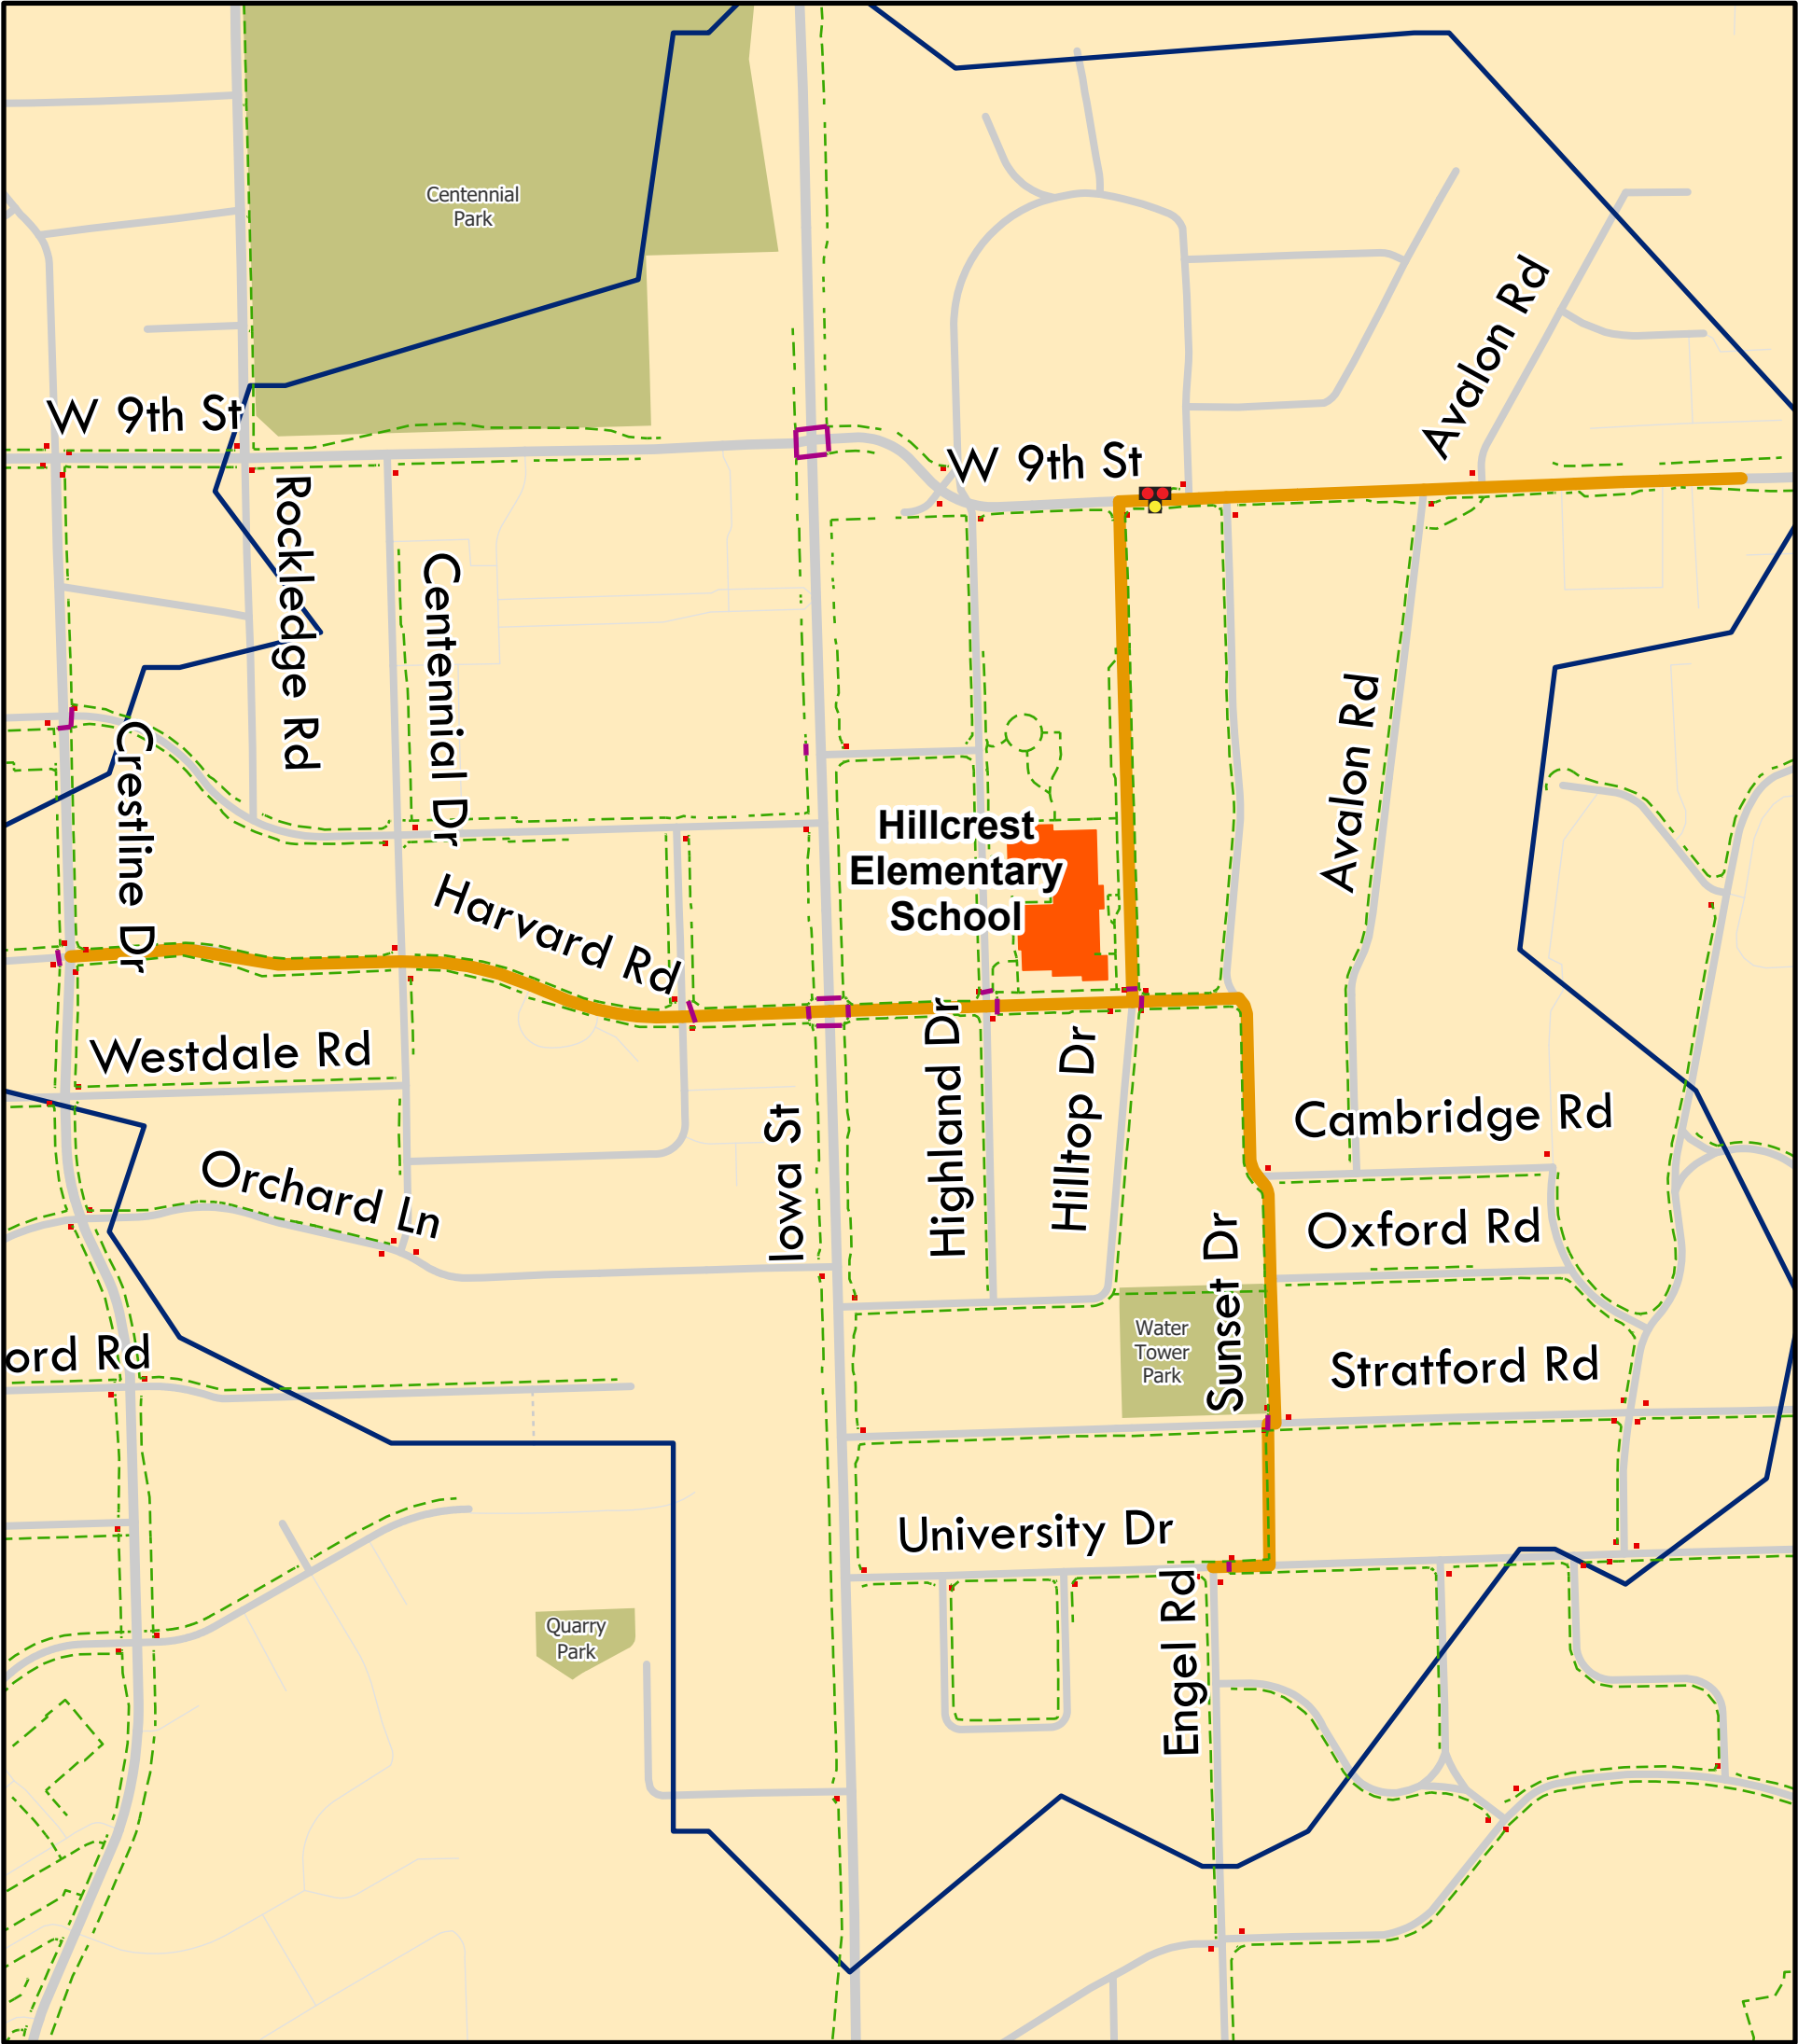 Centennial
Park
Avalon Rd
W 9th St
W 9th St
Rockledge Rd
Centennial Dr
Avalon Rd
Crestline Dr
Hillcrest
Elementary
School
Harvard Rd
Westdale Rd
Highland Dr
Hilltop Dr
Iowa St
Cambridge Rd
Orchard Ln
Oxford Rd
Sunset Dr
Water
Tower
Park
ord Rd
Stratford Rd
University Dr
Engel Rd
Quarry
Park